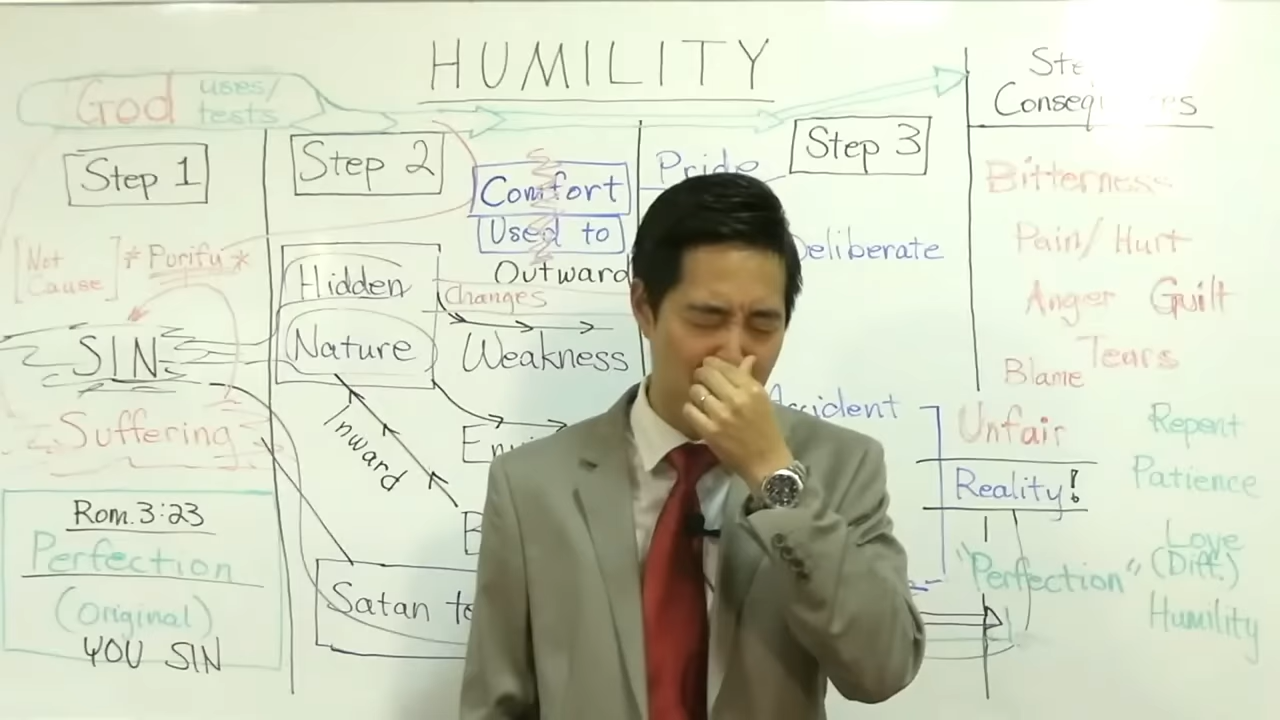 HUMILITY
God uses/
tests
Step 1
[Not
Cause]
*Purify*
SIN
Suffering
Rom. 3:23
Perfection
(Original)
YOU SIN
Step 2
Comfort
Used to
Outward
Hidden
Nature
Changes
Weakness
Inward
Satan
Pride
Step 3
Deliberate
Accident
Bitterness
Pain/Hurt
Anger Guilt
Tears
Blame
Unfair
Reality!
"Perfection"
Repent
Patience
Love
(Diff.)
Humility